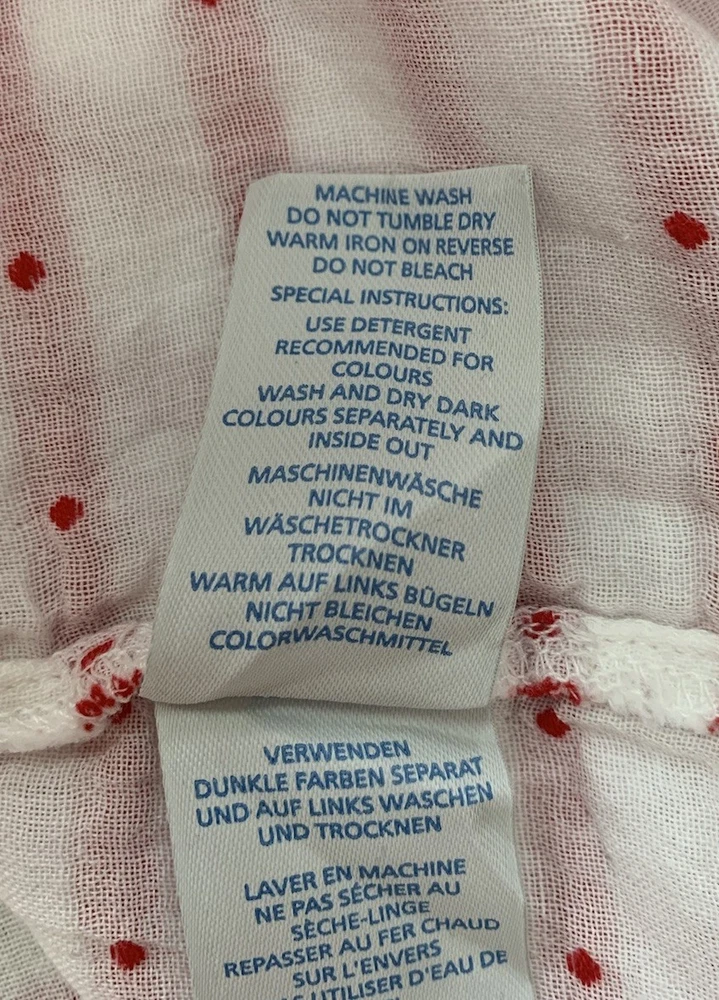 MACHINE WASH
DO NOT TUMBLE DRY
WARM IRON ON REVERSE
DO NOT BLEACH
SPECIAL INSTRUCTIONS:
USE DETERGENT
RECOMMENDED FOR
COLOURS
WASH AND DRY DARK
COLOURS SEPARATELY AND
INSIDE OUT
MASCHINENWÄSCHE
NICHT IM
WÄSCHETROCKNER
TROCKNEN
WARM AUF LINKS BÜGELN
NICHT BLEICHEN
COLORWASCHMITTEL
VERWENDEN
DUNKLE FARBEN SEPARAT
UND AUF LINKS WASCHEN
UND TROCKNEN
LAVER EN MACHINE
NE PAS SÉCHER AU
SÈCHE-LINGE
REPASSER AU FER CHAUD
SUR L'ENVERS
UTILISER D'EAU DE